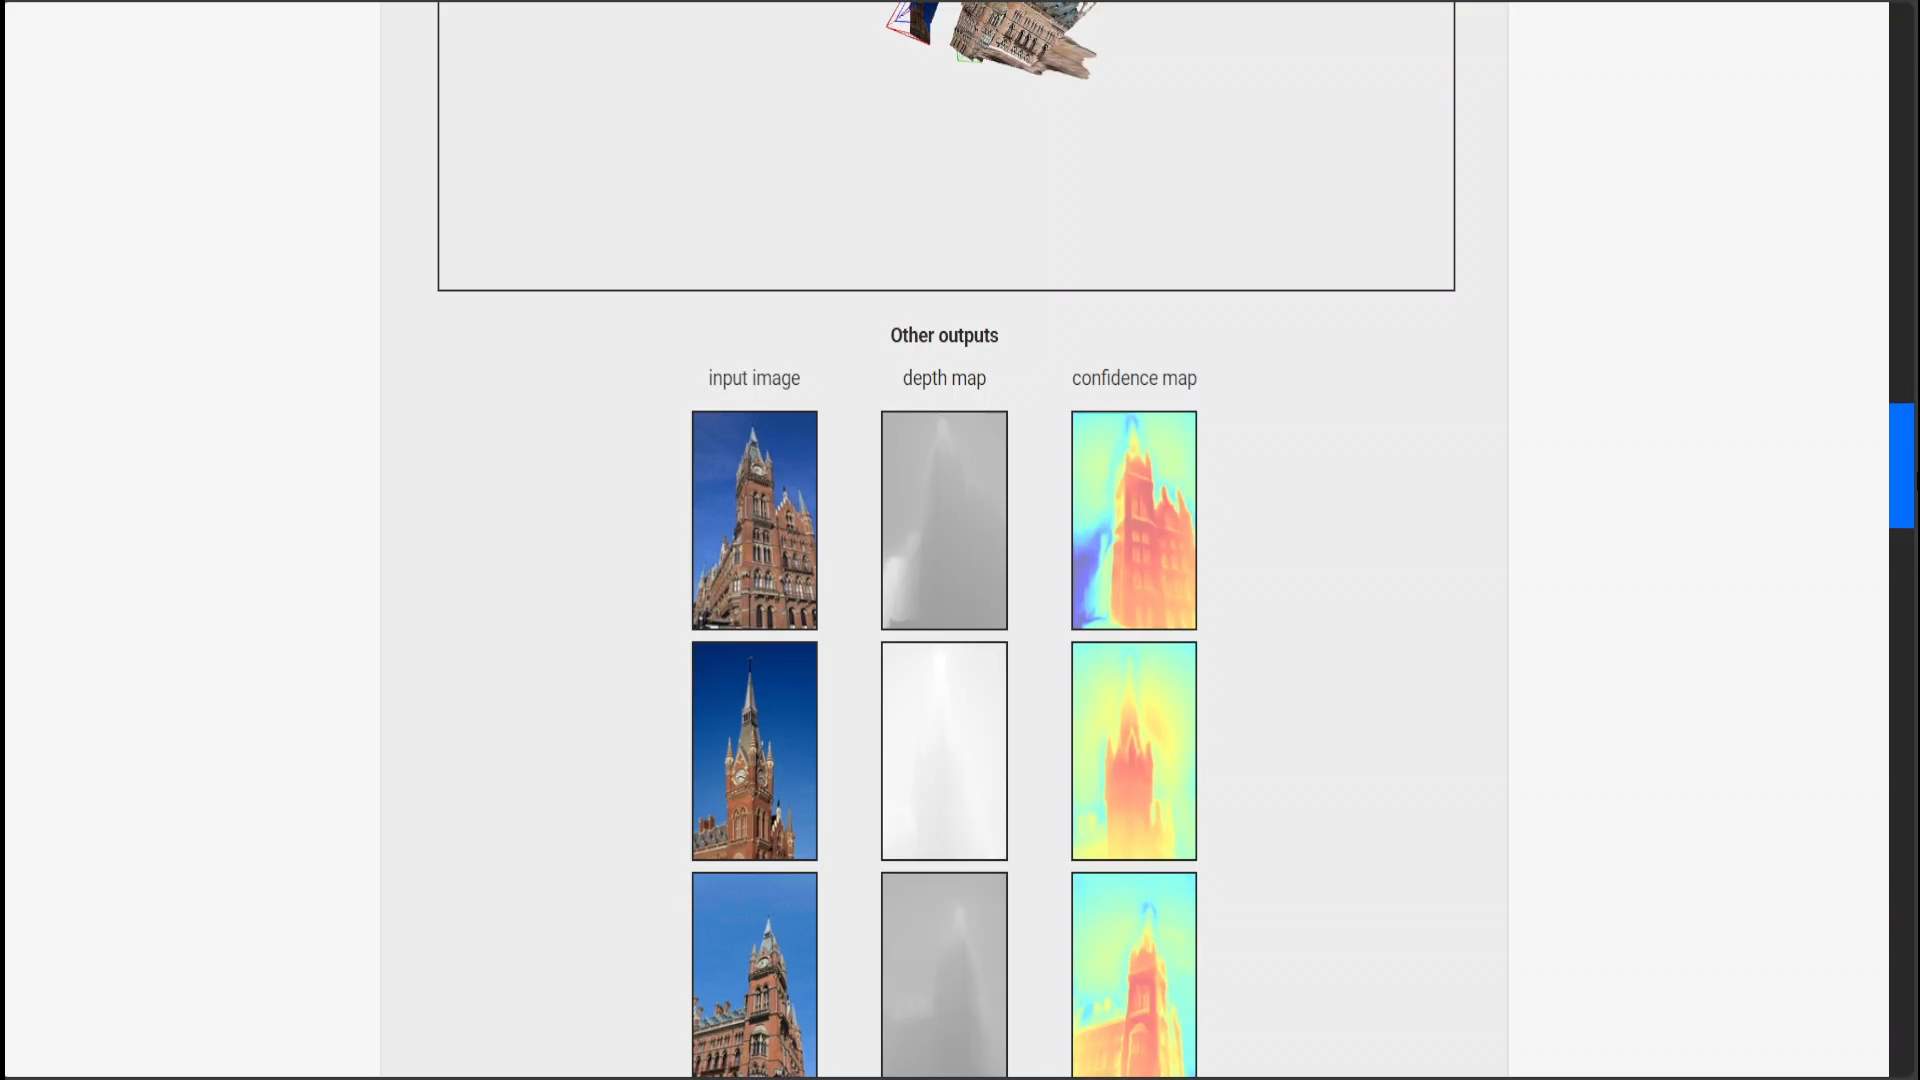 Other outputs
input image
depth map
confidence map